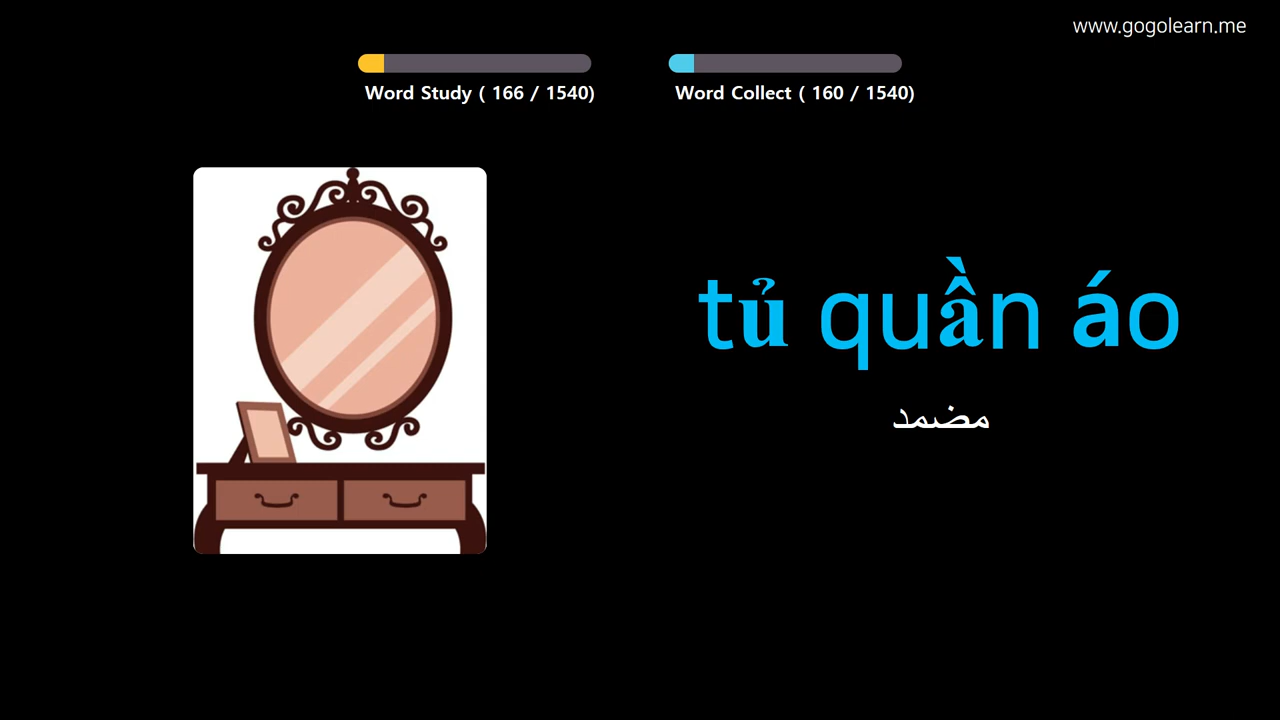 www.gogolearn.me
Word Study ( 166 / 1540)
Word Collect ( 160 / 1540)
tủ quần áo
مضمد